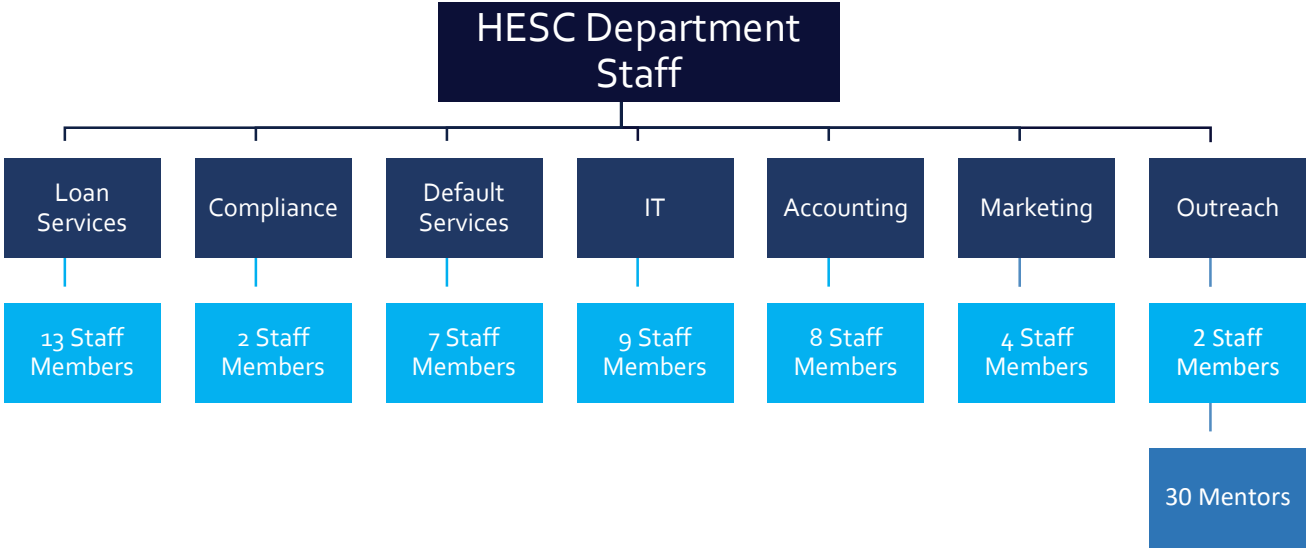 HESC Department
Staff
Loan
Services
Compliance
Default
Services
IT
Accounting
Marketing
Outreach
13 Staff
Members
2 Staff
Members
7 Staff
Members
9 Staff
Members
8 Staff
Members
4 Staff
Members
2 Staff
Members
30 Mentors